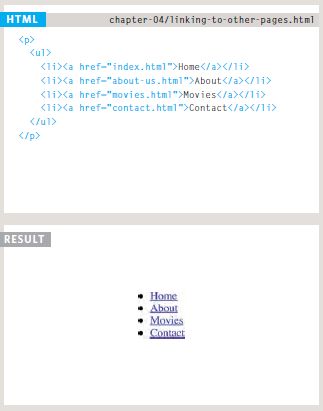 HTML chapter-04/linking-to-other-pages.html
<p>
<ul>
<li><a href="index.html">Home</a></li>
<li><a href="about-us.html">About</a></li>
<li><a href="movies.html">Movies</a></li>
<li><a href="contact.html">Contact</a></li>
</ul>
</p>
RESULT
Home
About
Movies
Contact